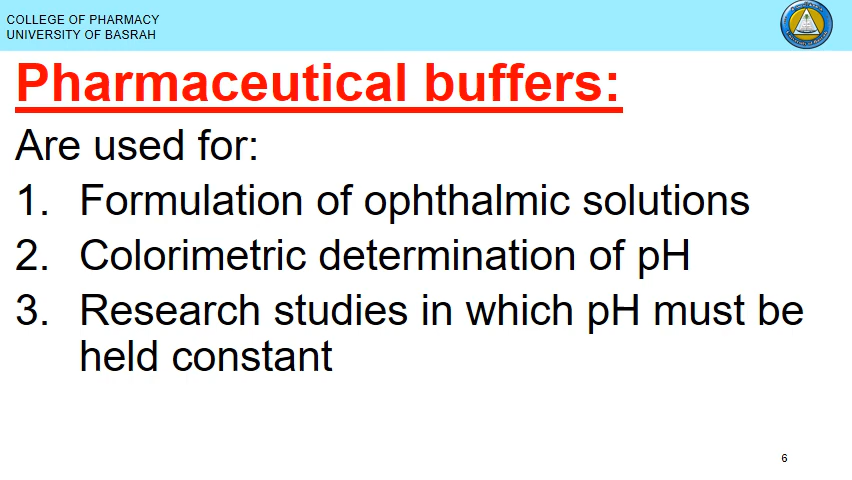 COLLEGE OF PHARMACY
UNIVERSITY OF BASRAH
Pharmaceutical buffers:
Are used for:
1. Formulation of ophthalmic solutions
2. Colorimetric determination of pH
3. Research studies in which pH must be
held constant
6